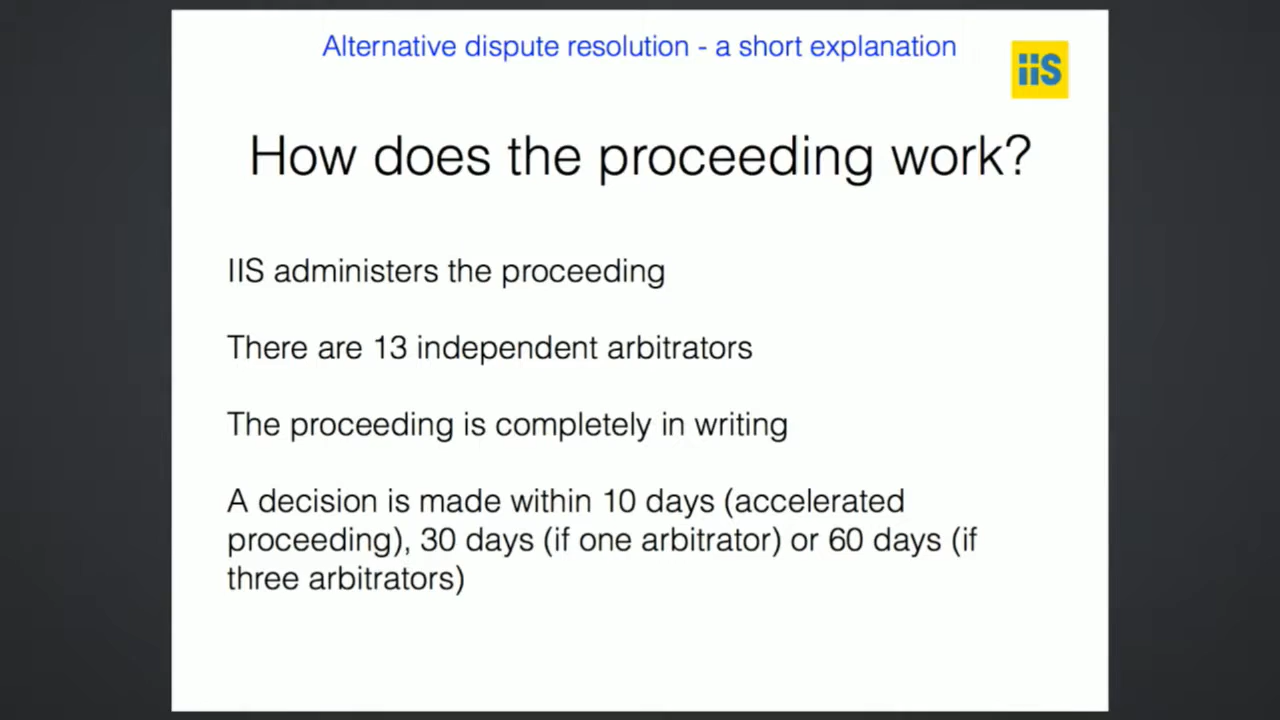 Alternative dispute resolution - a short explanation
iiS
How does the proceeding work?
IIS administers the proceeding
There are 13 independent arbitrators
The proceeding is completely in writing
A decision is made within 10 days (accelerated
proceeding), 30 days (if one arbitrator) or 60 days (if
three arbitrators)